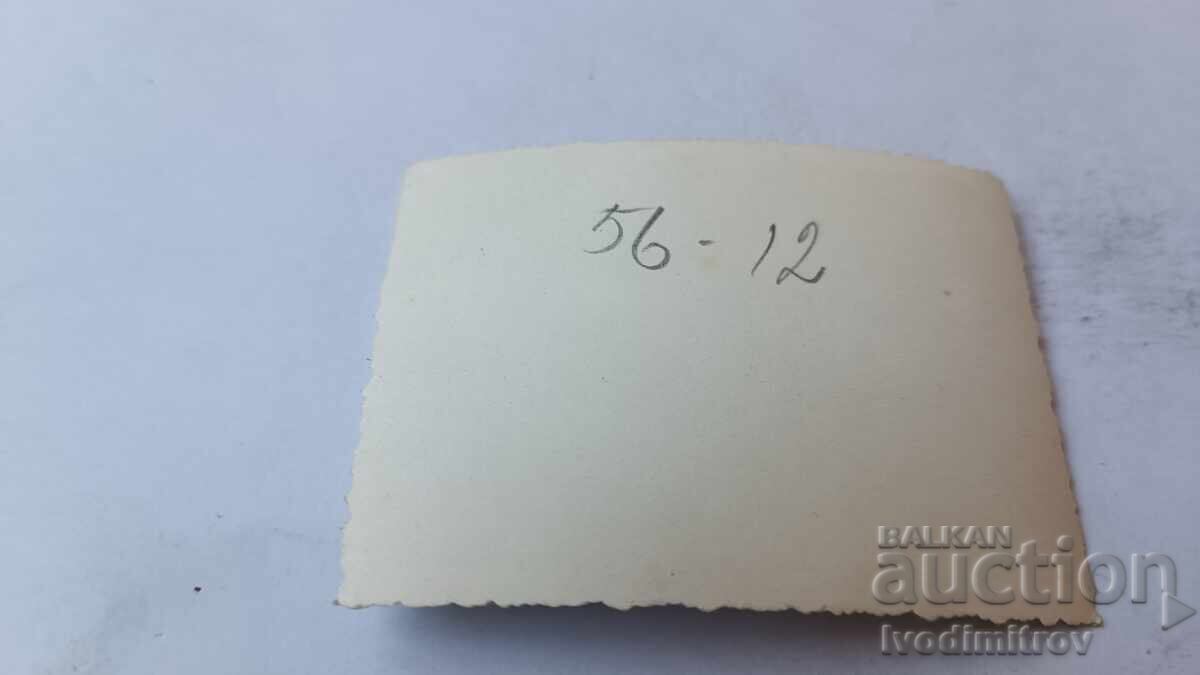 56 - 12
BALKAN
auction
Ivodimitrov